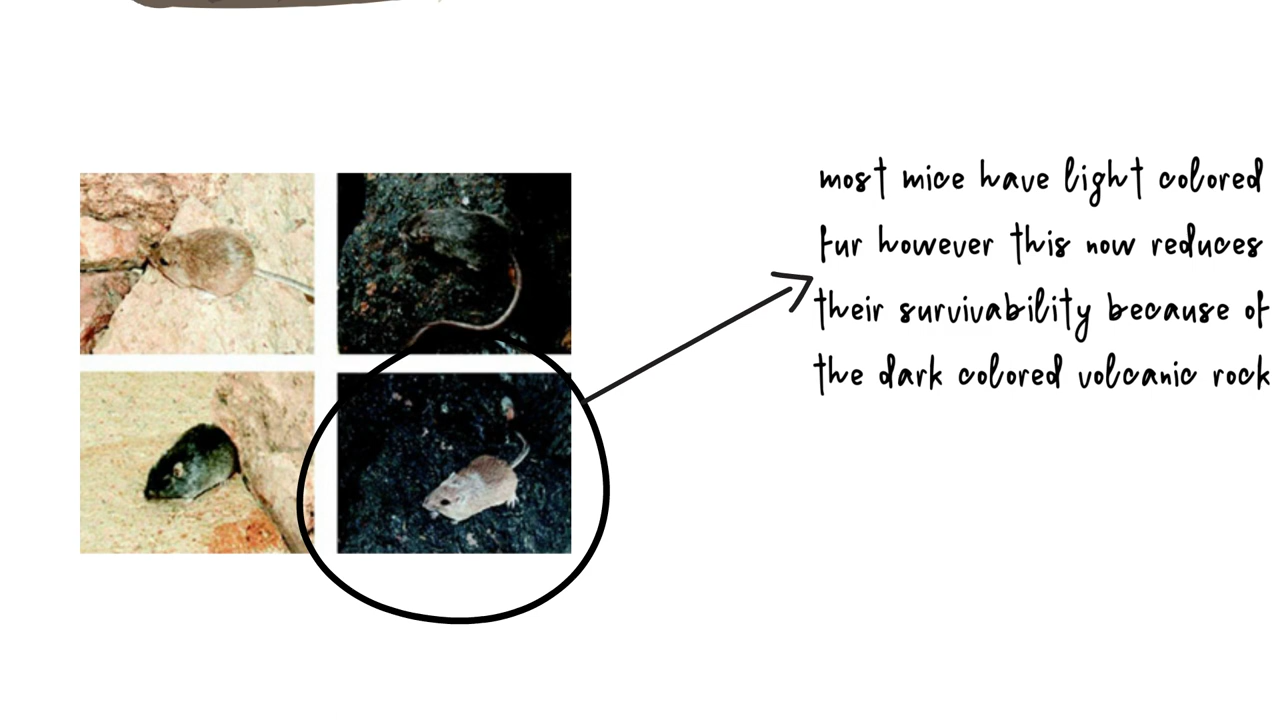 most mice have light colored
fur however this now reduces
their survivability because of
the dark colored volcanic rock